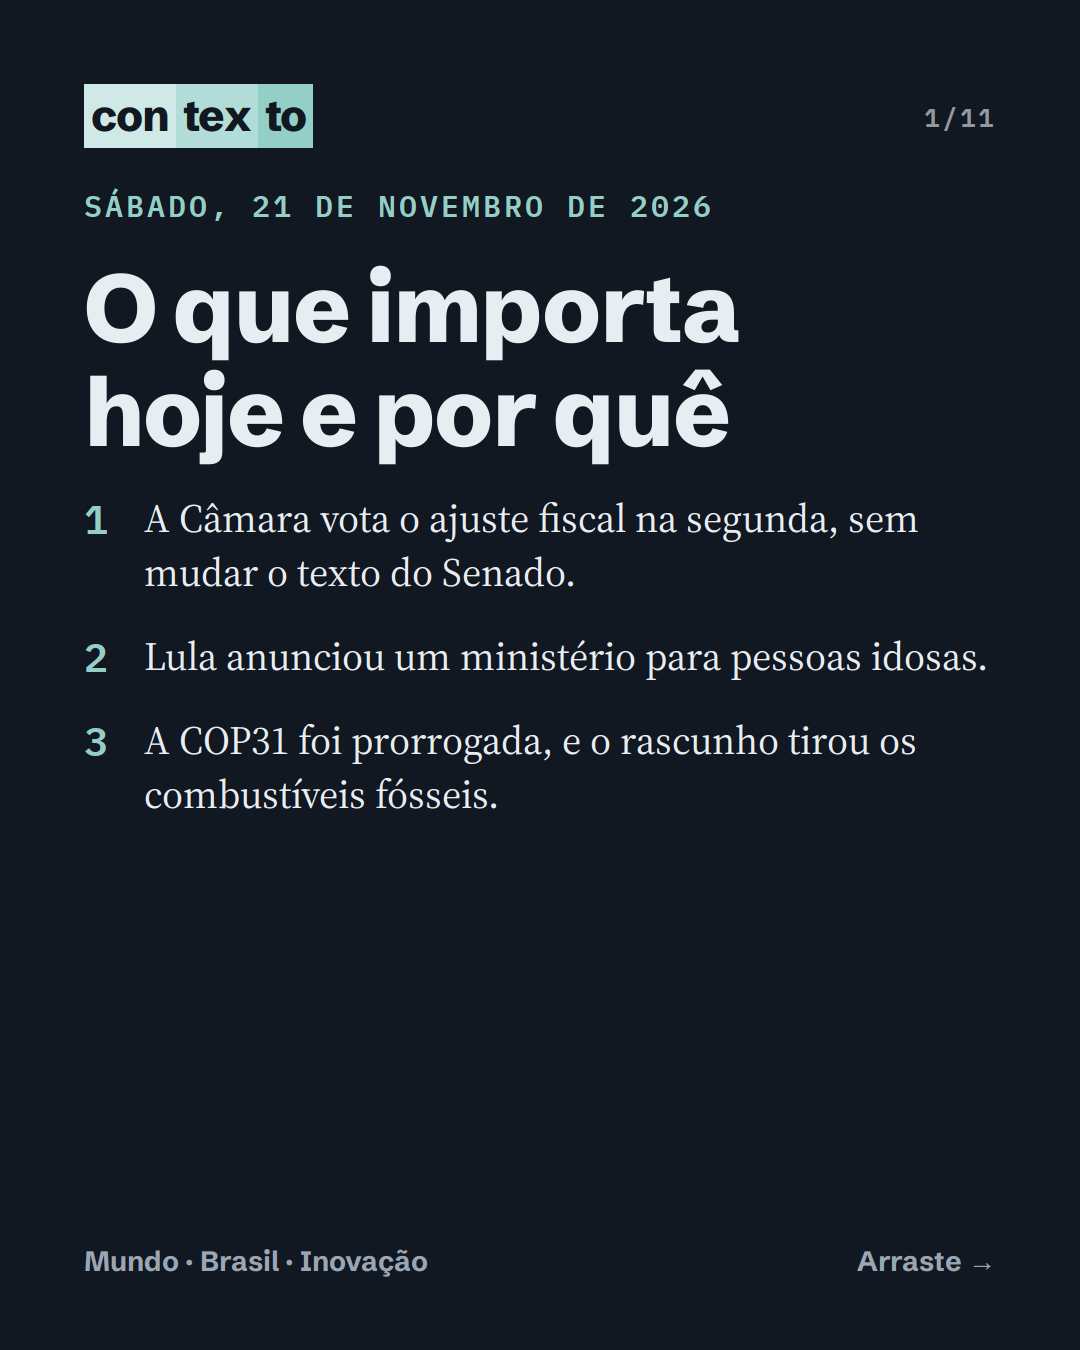 con tex to
1/11
SÁBADO, 21 DE NOVEMBRO DE 2026
O que importa
hoje e por quê
1 A Câmara vota o ajuste fiscal na segunda, sem
mudar o texto do Senado.
2 Lula anunciou um ministério para pessoas idosas.
3 A COP31 foi prorrogada, e o rascunho tirou os
combustíveis fósseis.
Mundo · Brasil · Inovação
Arraste →